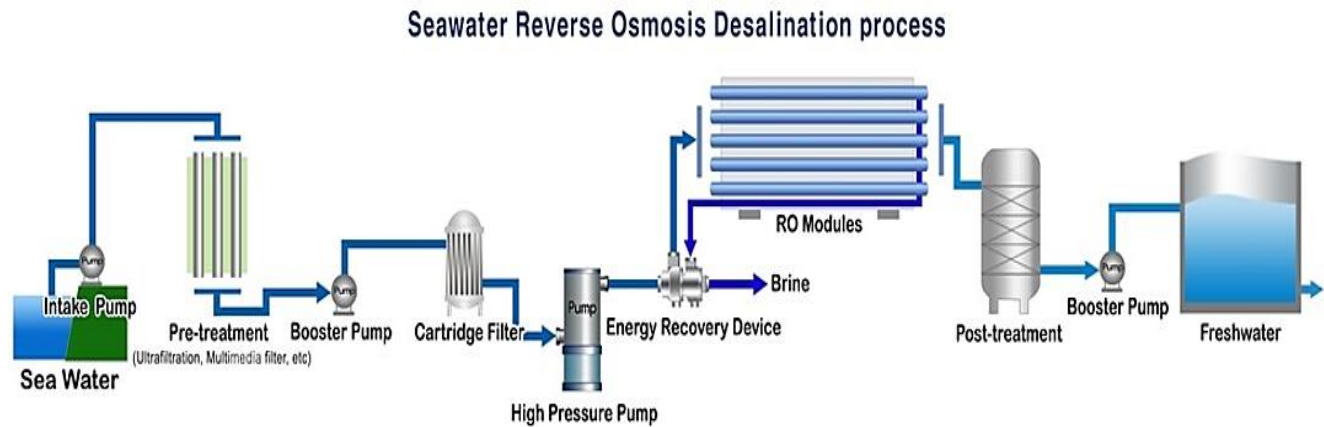 Seawater Reverse Osmosis Desalination process
Pump
Intake Pump
Sea Water
Pre-treatment
(Ultrafiltration, Multimedia filter, etc)
Pump
Booster Pump
Cartridge Filter
Pump
High Pressure Pump
Energy Recovery Device
Brine
RO Modules
Post-treatment
Pump
Booster Pump
Freshwater